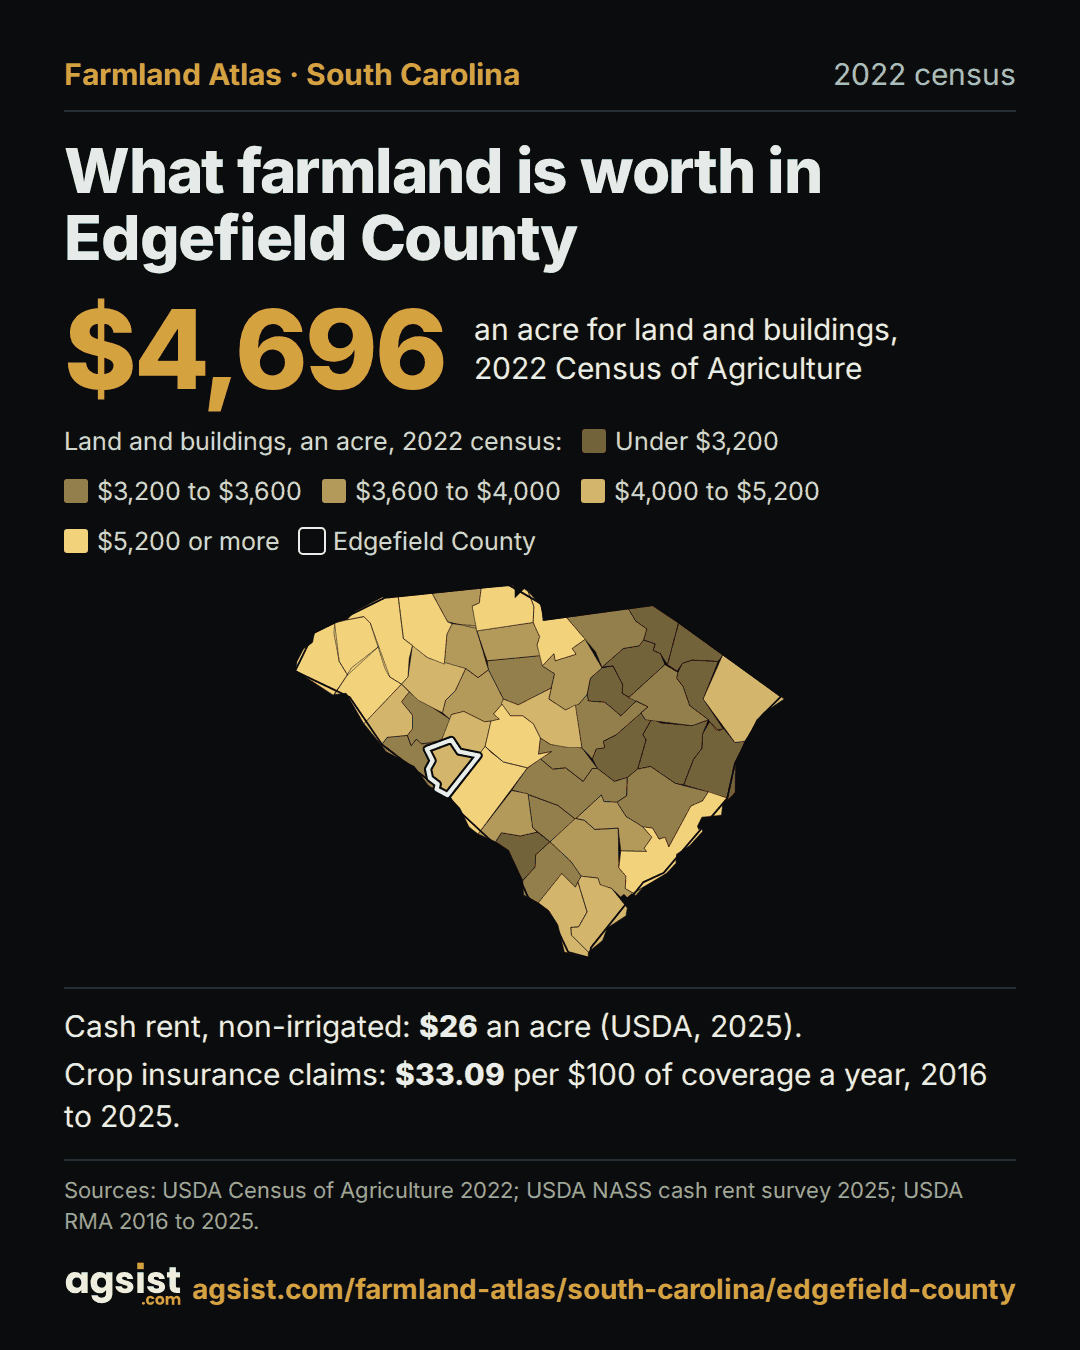 Farmland Atlas · South Carolina
2022 census
What farmland is worth in
Edgefield County
$4,696
an acre for land and buildings,
2022 Census of Agriculture
Land and buildings, an acre, 2022 census: Under $3,200
$3,200 to $3,600 $3,600 to $4,000 $4,000 to $5,200
$5,200 or more Edgefield County
Cash rent, non-irrigated: $26 an acre (USDA, 2025).
Crop insurance claims: $33.09 per $100 of coverage a year, 2016
to 2025.
Sources: USDA Census of Agriculture 2022; USDA NASS cash rent survey 2025; USDA
RMA 2016 to 2025.
agsist
.com
agsist.com/farmland-atlas/south-carolina/edgefield-county